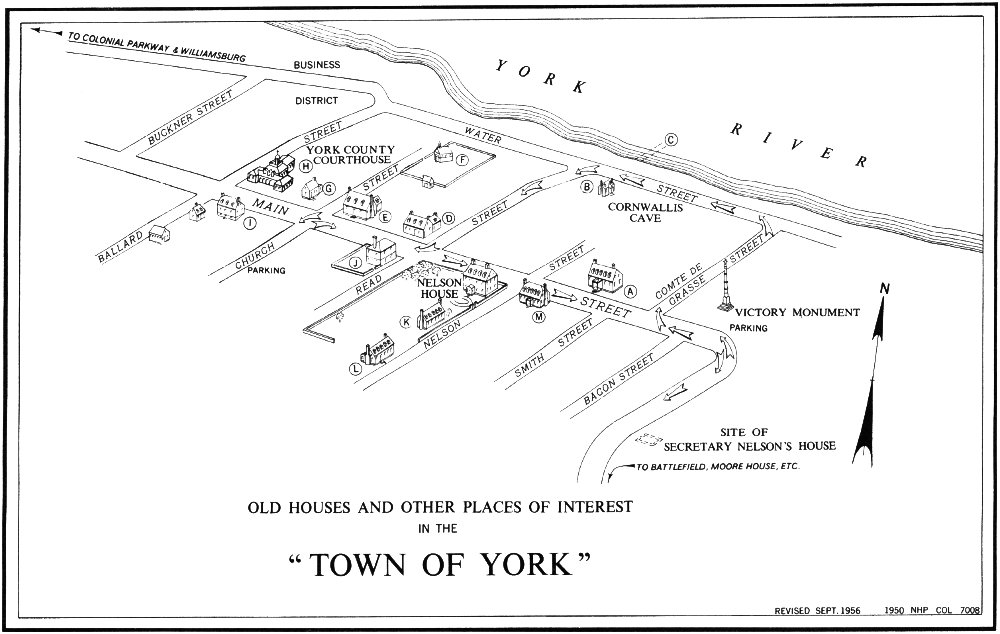 TO COLONIAL PARKWAY & WILLIAMSBURG
BUSINESS
DISTRICT
YORK
RIVER
BUCKNER STREET
STREET
WATER
STREET
YORK COUNTY
COURTHOUSE
H
G
F
C
B
CORNWALLIS
CAVE
STREET
MAIN
E
D
STREET
I
BALLARD
CHURCH
PARKING
J
READ
NELSON
HOUSE
STREET
A
M
STREET
COMTE DE
GRASSE
STREET
K
NELSON
L
SMITH STREET
BACON STREET
VICTORY MONUMENT
PARKING
N
SITE OF
SECRETARY NELSON'S HOUSE
TO BATTLEFIELD, MOORE HOUSE, ETC.
OLD HOUSES AND OTHER PLACES OF INTEREST
IN THE
“TOWN OF YORK”
REVISED SEPT. 1956 1950 NHP COL 7008